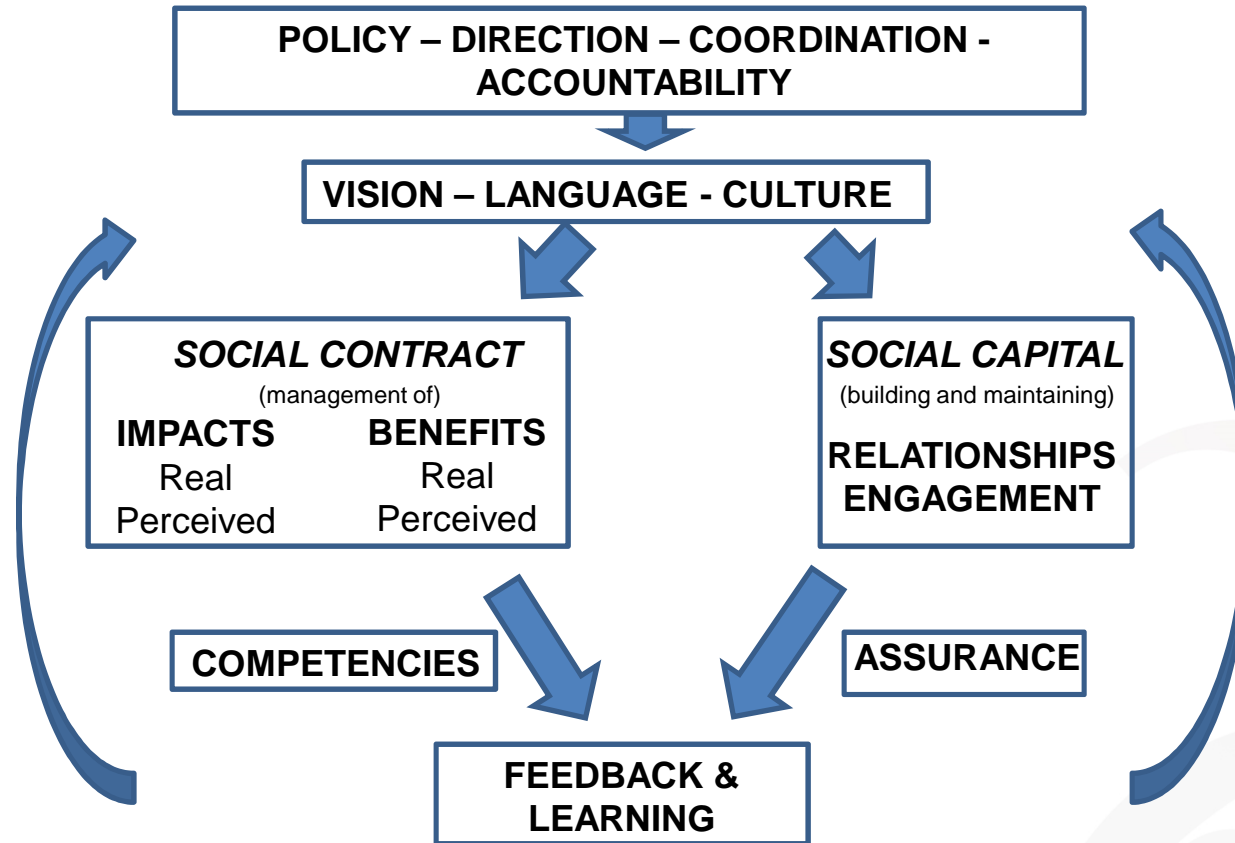 POLICY – DIRECTION – COORDINATION -
ACCOUNTABILITY
VISION – LANGUAGE - CULTURE
SOCIAL CONTRACT
(management of)
IMPACTS
Real
Perceived
BENEFITS
Real
Perceived
SOCIAL CAPITAL
(building and maintaining)
RELATIONSHIPS
ENGAGEMENT
COMPETENCIES
ASSURANCE
FEEDBACK &
LEARNING